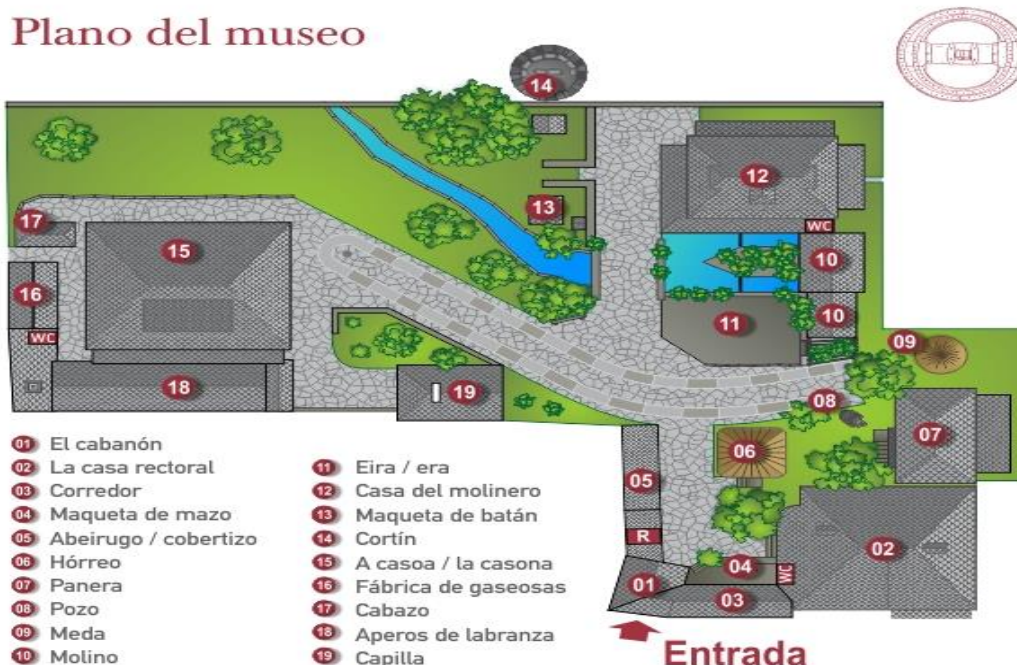 Plano del museo
14
12
13
WC
17
15
10
16
11
10
WC
09
18
19
08
07
06
05
R
02
04
WC
01
03
Entrada
01 El cabanón
02 La casa rectoral
03 Corredor
04 Maqueta de mazo
05 Abeirugo / cobertizo
06 Hórreo
07 Panera
08 Pozo
09 Meda
10 Molino
11 Eira / era
12 Casa del molinero
13 Maqueta de batán
14 Cortín
15 A casoa / la casona
16 Fábrica de gaseosas
17 Cabazo
18 Aperos de labranza
19 Capilla